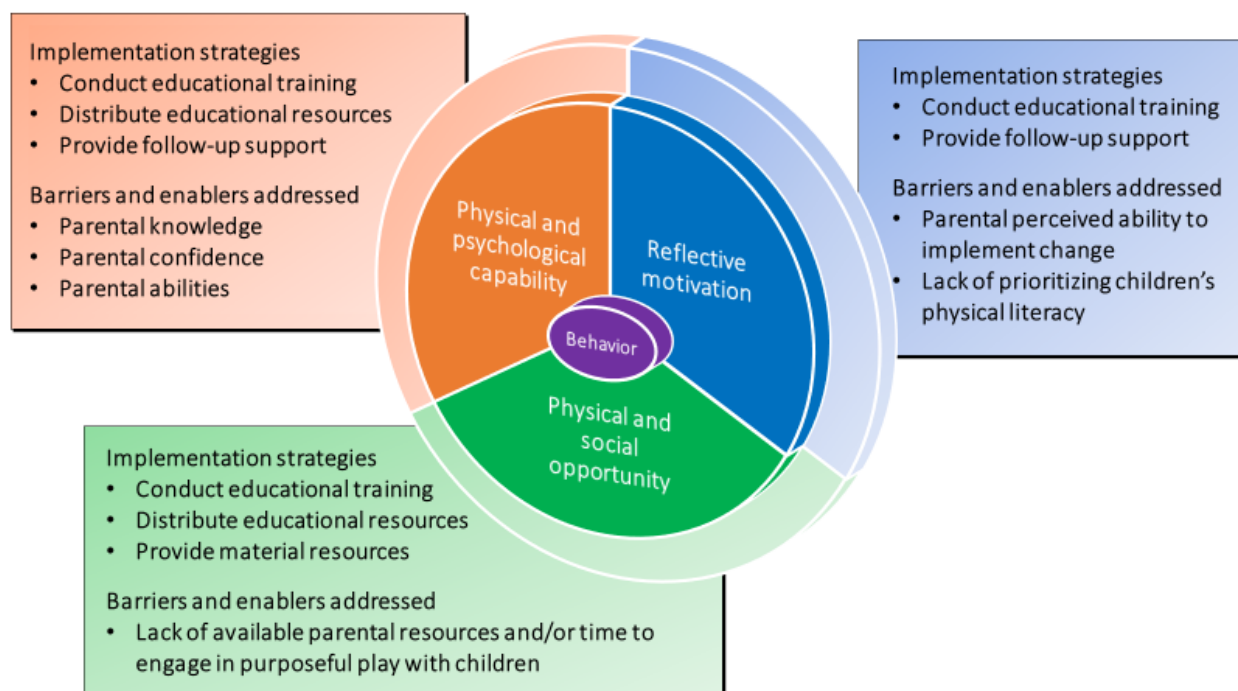 Implementation strategies
• Conduct educational training
• Distribute educational resources
• Provide follow-up support
Barriers and enablers addressed
• Parental knowledge
• Parental confidence
• Parental abilities
Physical and
psychological
capability
Reflective
motivation
Behavior
Physical and
social
opportunity
Implementation strategies
• Conduct educational training
• Provide follow-up support
Barriers and enablers addressed
• Parental perceived ability to
implement change
• Lack of prioritizing children's
physical literacy
Implementation strategies
• Conduct educational training
• Distribute educational resources
• Provide material resources
Barriers and enablers addressed
• Lack of available parental resources and/or time to
engage in purposeful play with children